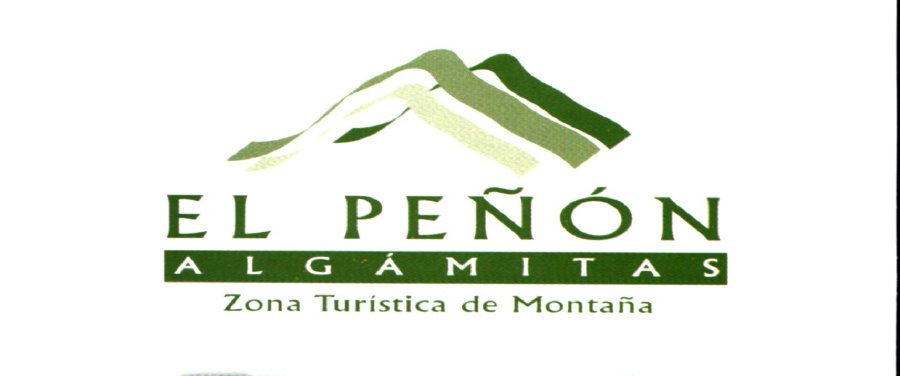 EL PEÑÓN
ALGÁMITAS
Zona Turística de Montaña